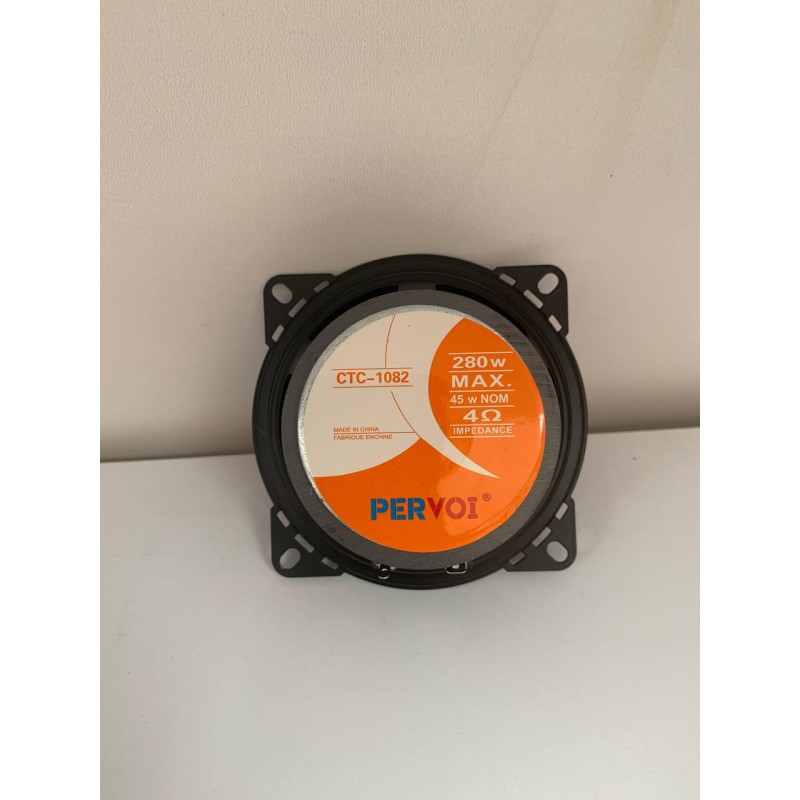 CTC-1082
280 w
MAX.
45 w NOM
4Ω
IMPEDANCE
MADE IN CHINA
FABRIQUE ENCHINE
PERVOI®